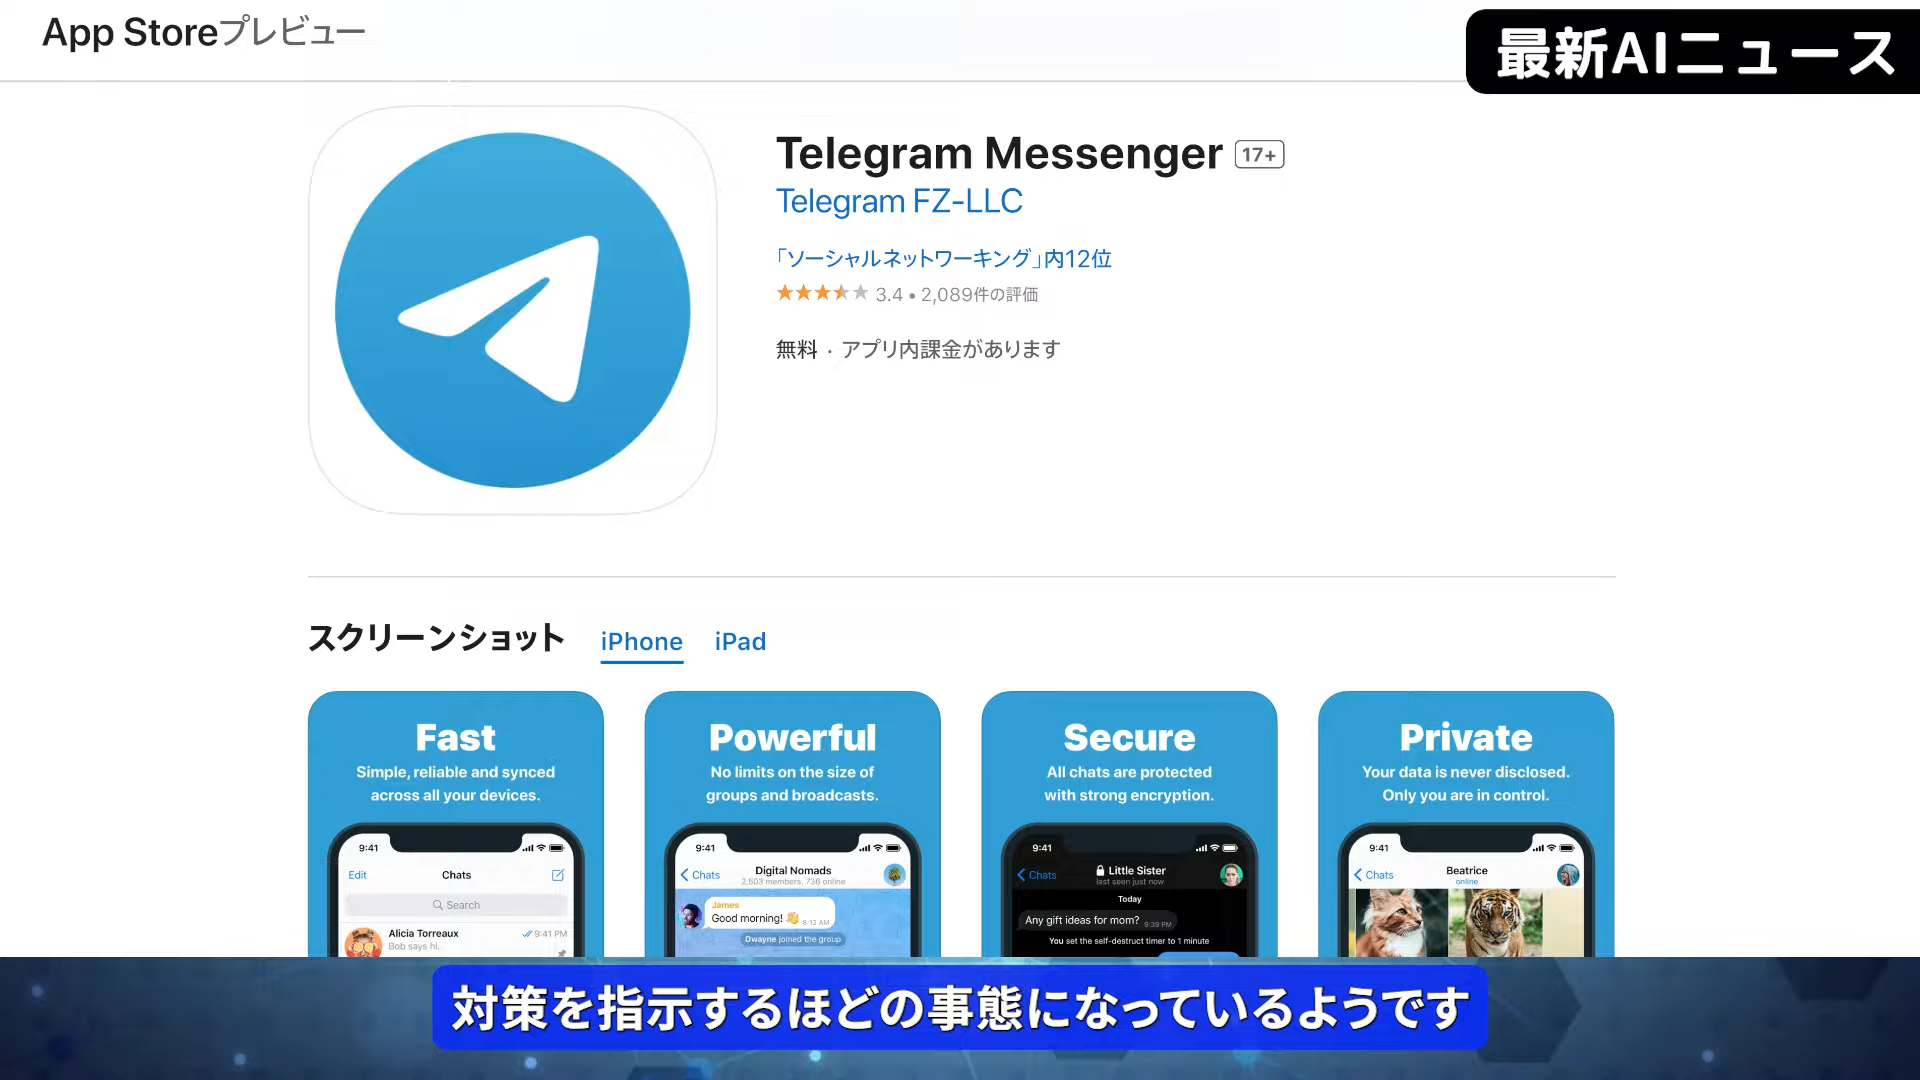 App Storeプレビュー
最新AIニュース
Telegram Messenger 17+
Telegram FZ-LLC
「ソーシャルネットワーキング」内12位
3.4 • 2,089件の評価
無料 · アプリ内課金があります
スクリーンショット iPhone iPad
Fast
Simple, reliable and synced
across all your devices.
9:41
Edit Chats
Search
Alicia Torreaux 9:41 PM
Bob says hi.
Powerful
No limits on the size of
groups and broadcasts.
9:41
Chats Digital Nomads
2,503 members, 736 online
James
Good morning! 👋 8:12 AM
Dwayne joined the group
Secure
All chats are protected
with strong encryption.
9:41
Chats Little Sister
last seen just now
Today
Any gift ideas for mom? 9:39 PM
You set the self-destruct timer to 1 minute
Private
Your data is never disclosed.
Only you are in control.
9:41
Chats Beatrice
online
対策を指示するほどの事態になっているようです